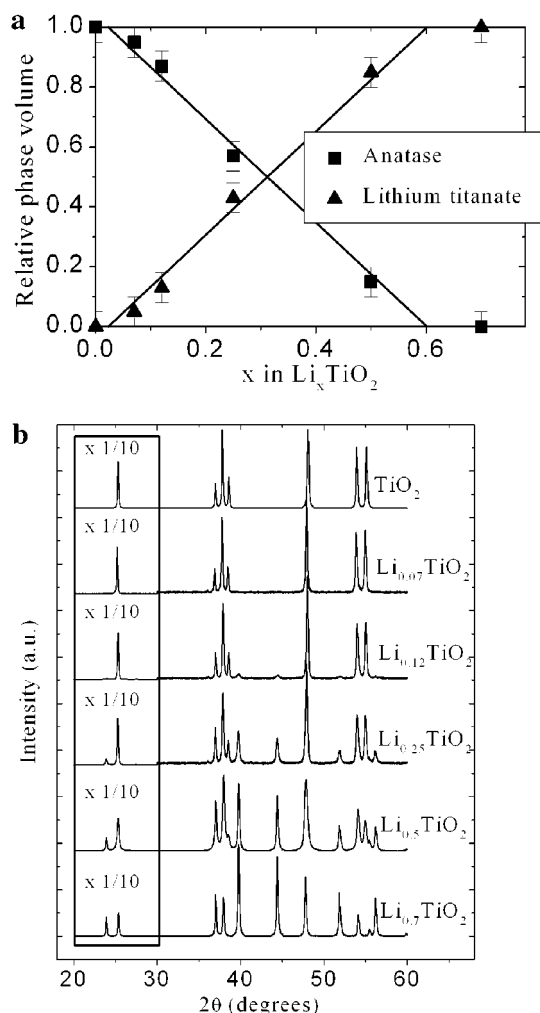 a
Relative phase volume
1.0
0.8
0.6
0.4
0.2
0.0
Anatase
Lithium titanate
0.0 0.2 0.4 0.6
x in LiₓTiO₂
b
Intensity (a.u.)
x 1/10
TiO₂
x 1/10
Li₀.₀₇TiO₂
x 1/10
Li₀.₁₂TiO₂
x 1/10
Li₀.₂₅TiO₂
x 1/10
Li₀.₅TiO₂
x 1/10
Li₀.₇TiO₂
20 30 40 50 60
2θ (degrees)